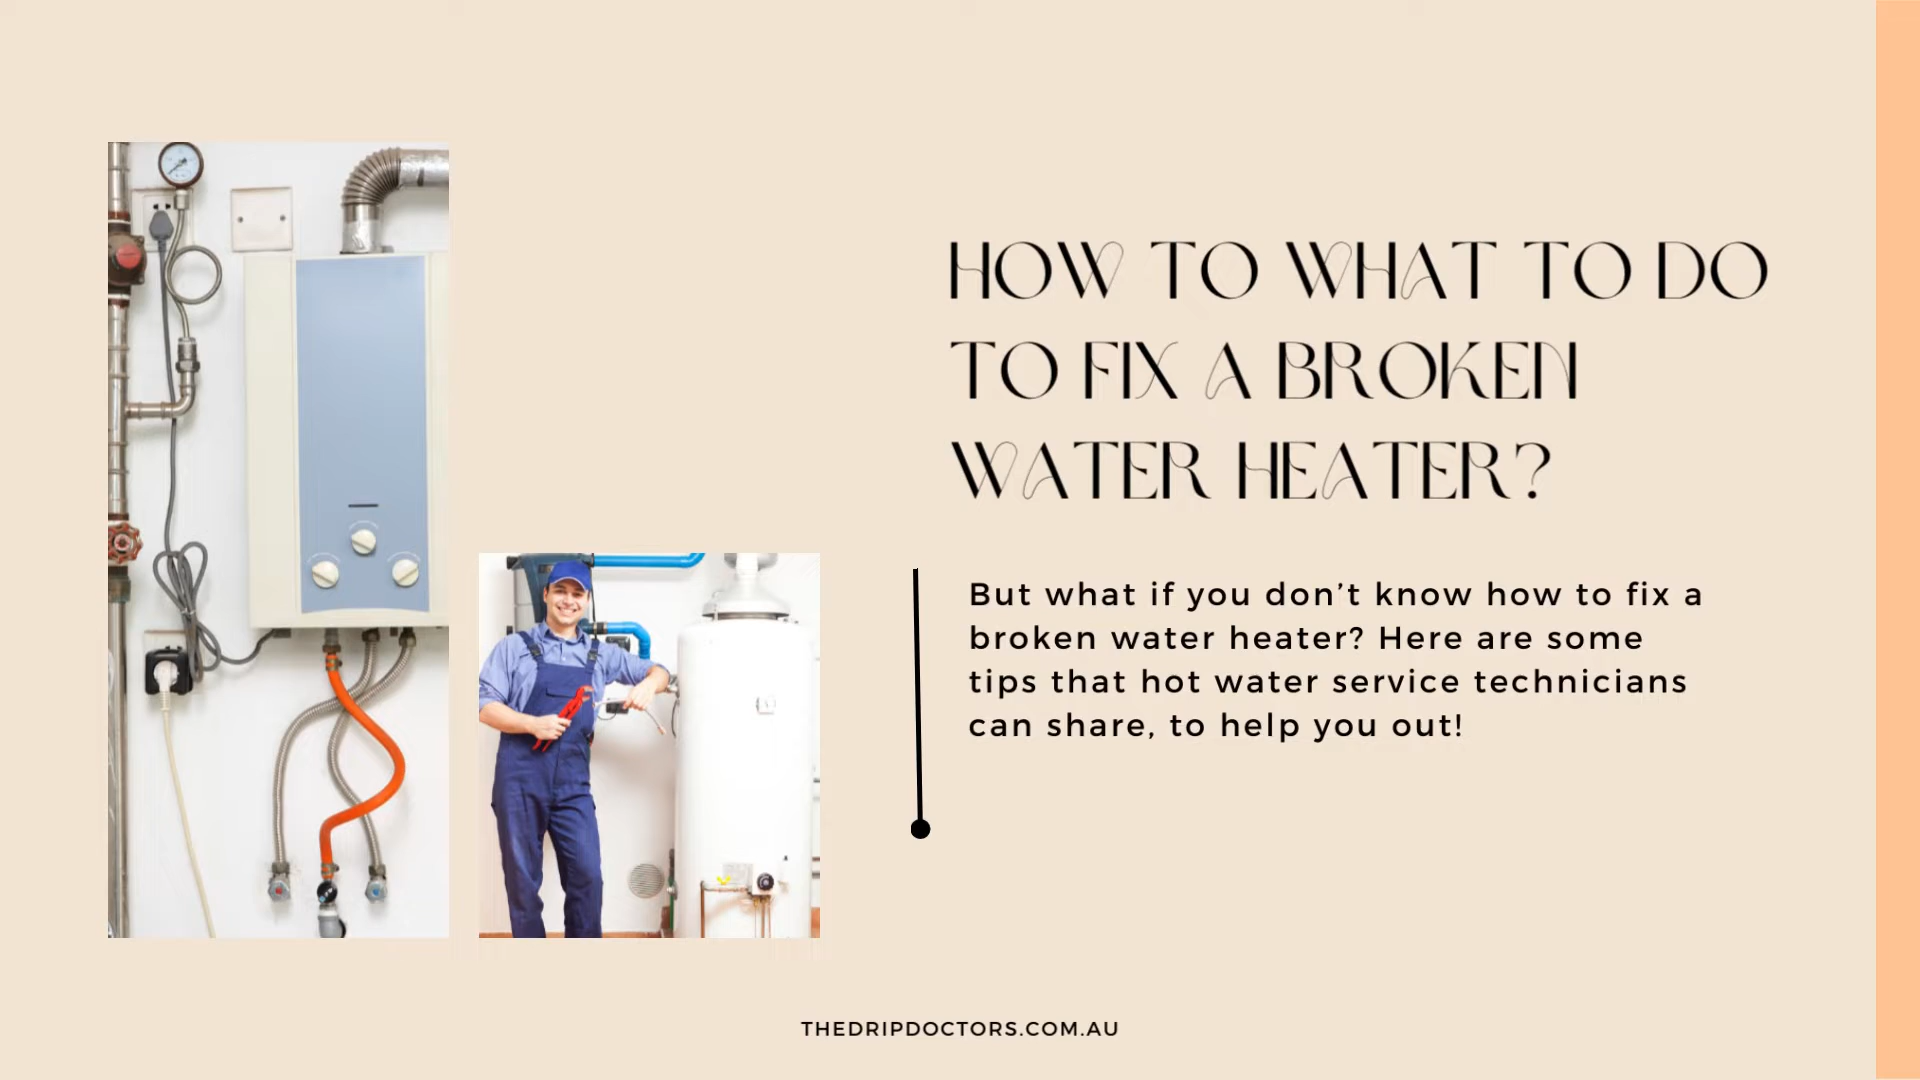 HOW TO WHAT TO DO
TO FIX A BROKEN
WATER HEATER?
But what if you don’t know how to fix a
broken water heater? Here are some
tips that hot water service technicians
can share, to help you out!
THEDRIPDOCTORS.COM.AU